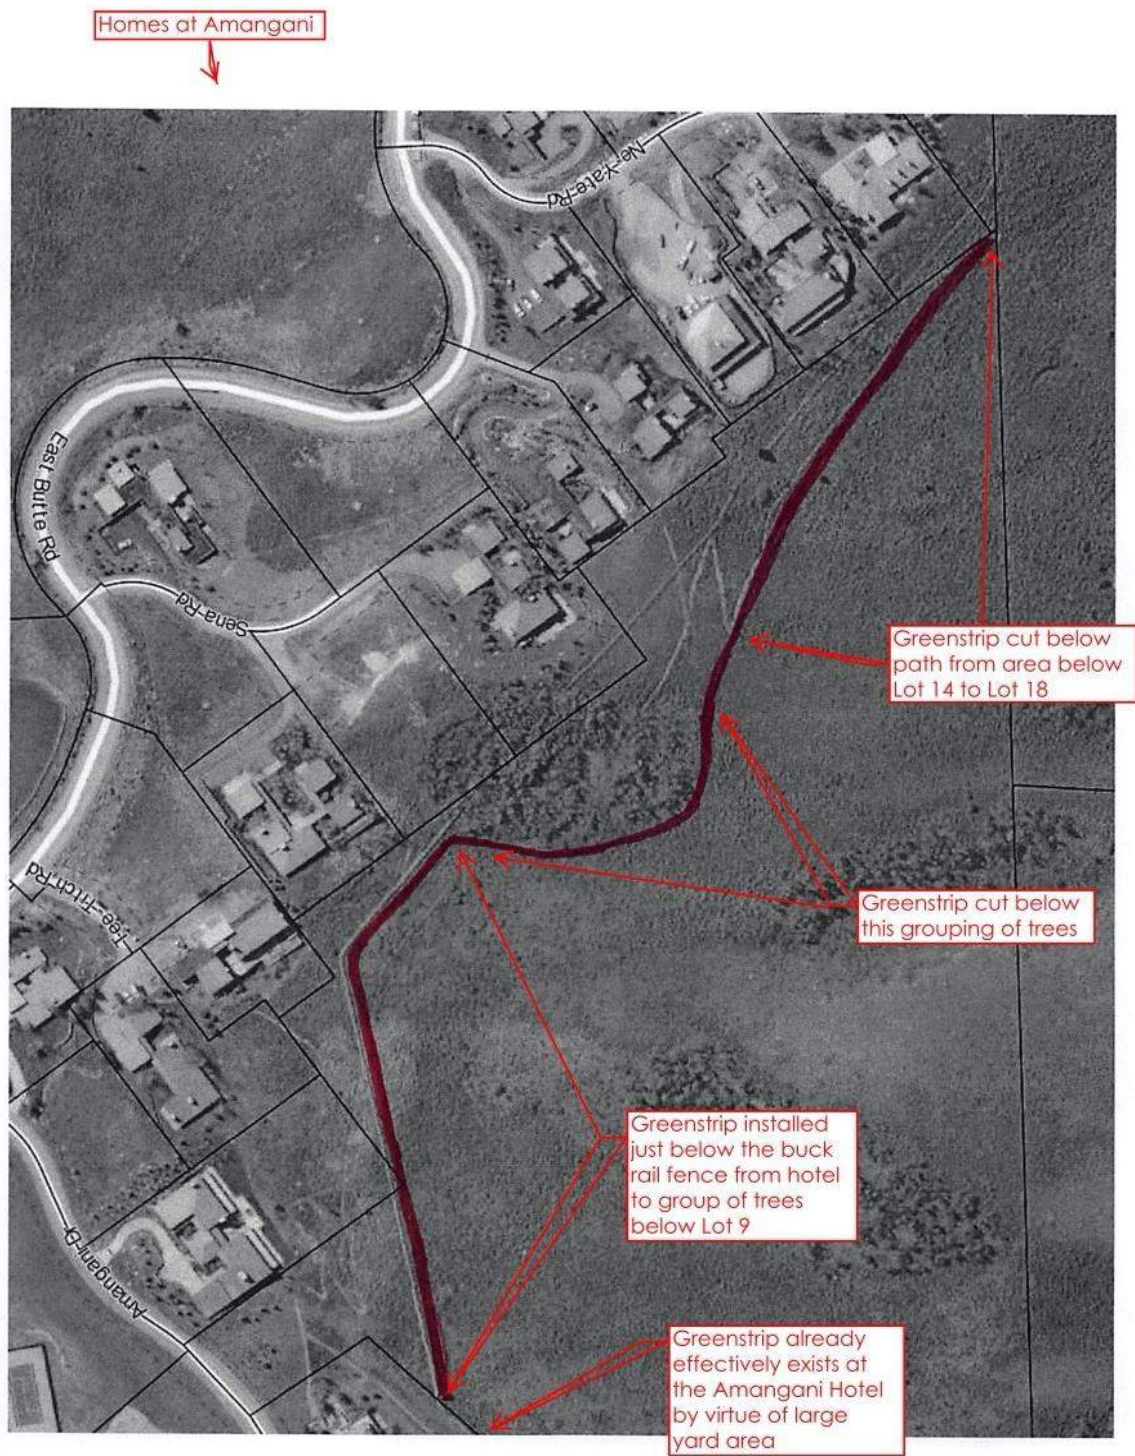 Homes at Amangani
Ne-Yate-Rd
East Butte Rd
Sena-Rd
Greenstrip cut below
path from area below
Lot 14 to Lot 18
Tee-Titch-Rd
Greenstrip cut below
this grouping of trees
Greenstrip installed
just below the buck
rail fence from hotel
to group of trees
below Lot 9
Amangani-Dr
Greenstrip already
effectively exists at
the Amangani Hotel
by virtue of large
yard area